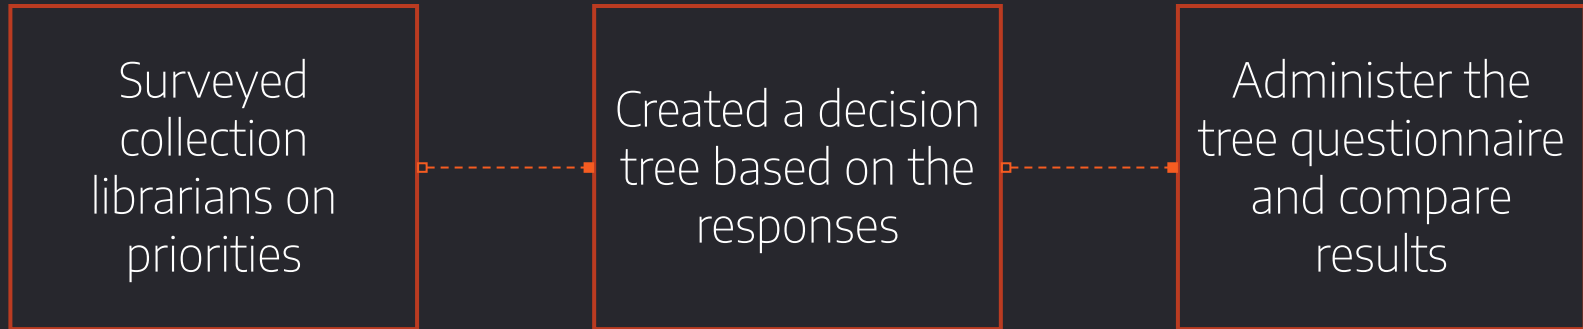 Surveyed
collection
librarians on
priorities
Created a decision
tree based on the
responses
Administer the
tree questionnaire
and compare
results